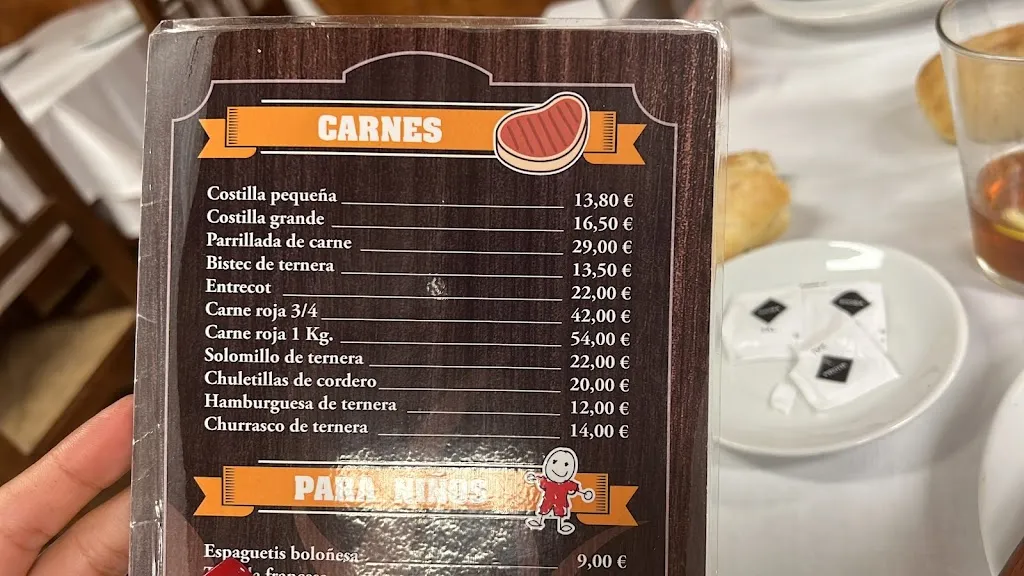 CARNES
Costilla pequeña 13,80 €
Costilla grande 16,50 €
Parrillada de carne 29,00 €
Bistec de ternera 13,50 €
Entrecot 22,00 €
Carne roja 3/4 42,00 €
Carne roja 1 Kg. 54,00 €
Solomillo de ternera 22,00 €
Chuletillas de cordero 20,00 €
Hamburguesa de ternera 12,00 €
Churrasco de ternera 14,00 €
PARA NIÑOS
Espaguetis boloñesa 9,00 €